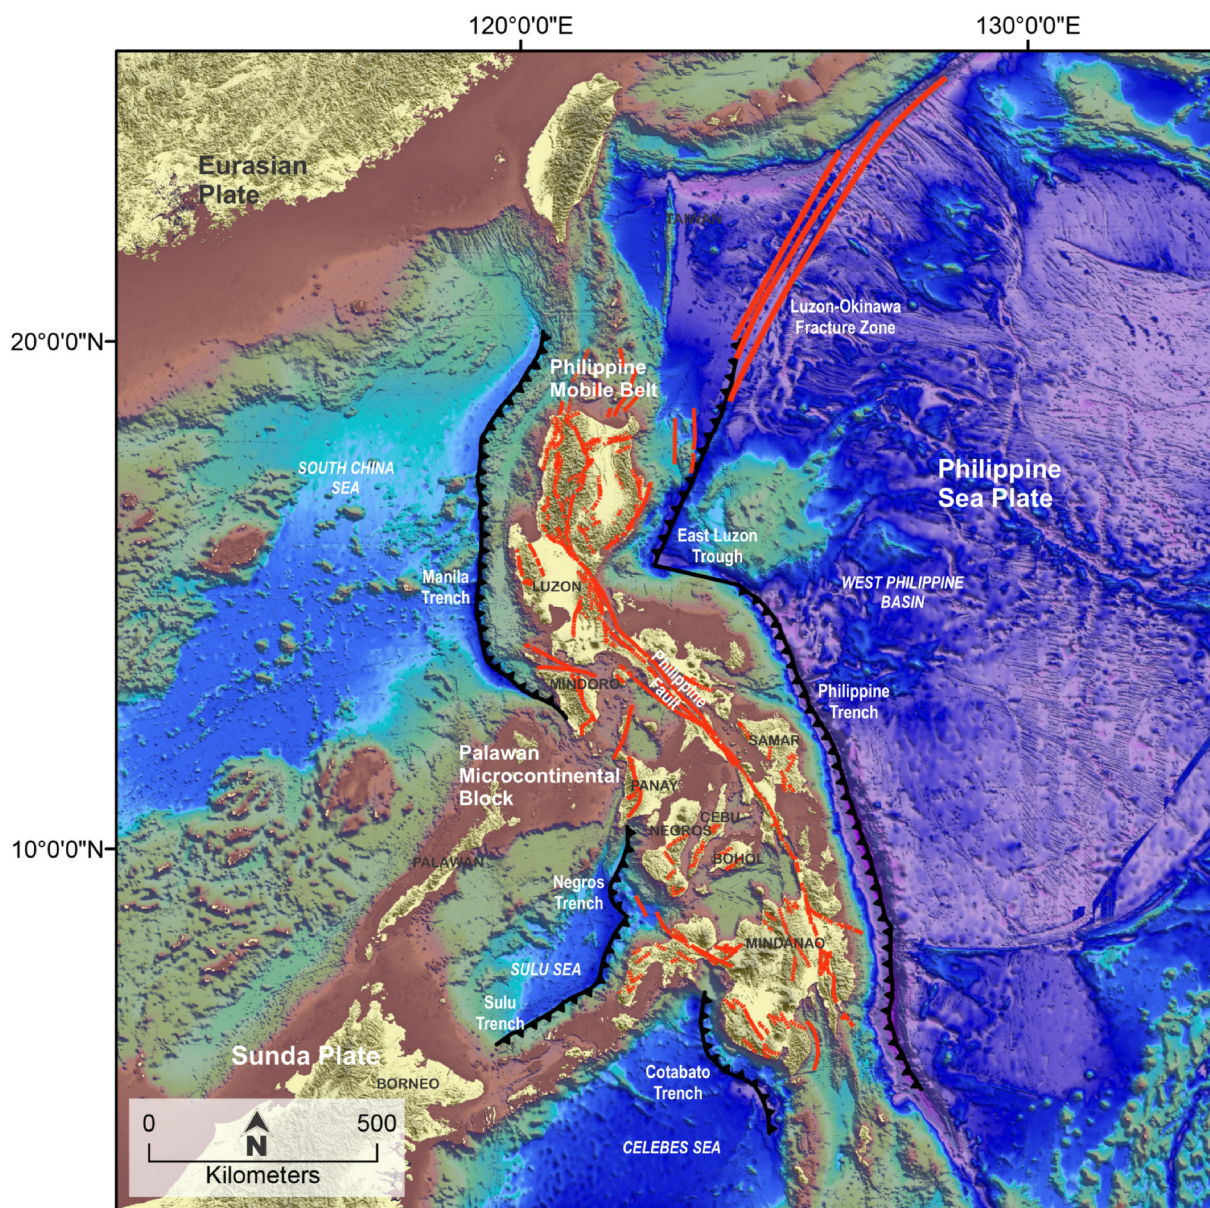 120°0'0"E
130°0'0"E
Eurasian
Plate
TAIWAN
Luzon-Okinawa
Fracture Zone
20°0'0"N
Philippine
Mobile Belt
SOUTH CHINA
SEA
Philippine
Sea Plate
East Luzon
Trough
Manila
Trench
LUZON
WEST PHILIPPINE
BASIN
Philippine
Fault
MINDORO
Philippine
Trench
SAMAR
Palawan
Microcontinental
Block
PANAY
CEBU
NEGROS
10°0'0"N
PALAWAN
BOHOL
Negros
Trench
MINDANAO
SULU SEA
Sulu
Trench
Sunda Plate
BORNEO
Cotabato
Trench
CELEBES SEA
0
500
N
Kilometers